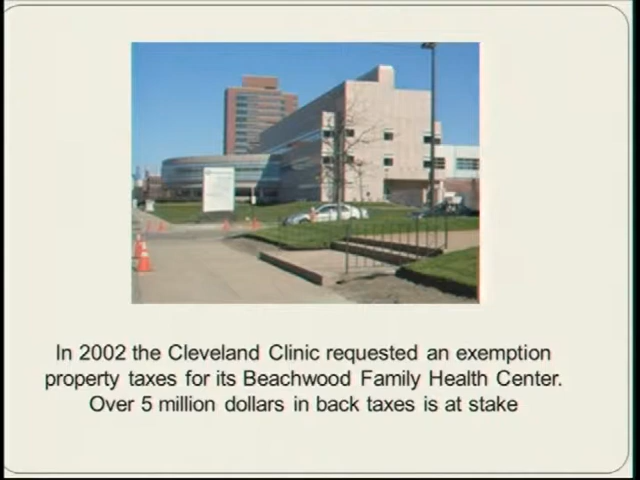 In 2002 the Cleveland Clinic requested an exemption
property taxes for its Beachwood Family Health Center.
Over 5 million dollars in back taxes is at stake